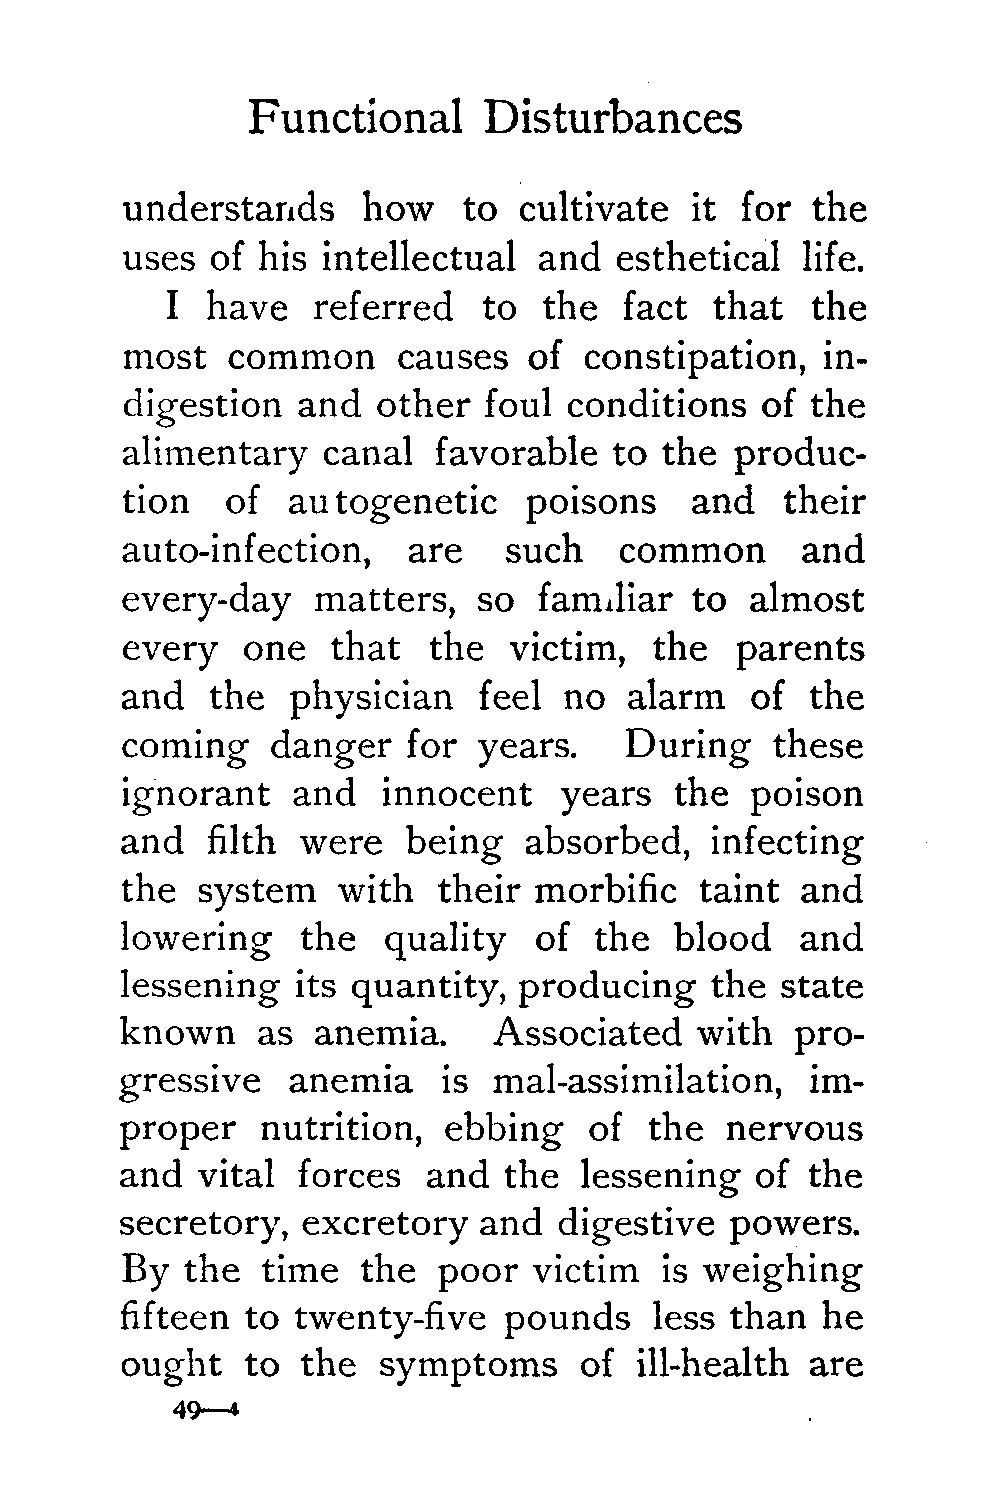 Functional Disturbances
understands how to cultivate it for the
uses of his intellectual and esthetical life.
I have referred to the fact that the
most common causes of constipation, in-
digestion and other foul conditions of the
alimentary canal favorable to the produc-
tion of autogenetic poisons and their
auto-infection, are such common and
every-day matters, so familiar to almost
every one that the victim, the parents
and the physician feel no alarm of the
coming danger for years. During these
ignorant and innocent years the poison
and filth were being absorbed, infecting
the system with their morbific taint and
lowering the quality of the blood and
lessening its quantity, producing the state
known as anemia. Associated with pro-
gressive anemia is mal-assimilation, im-
proper nutrition, ebbing of the nervous
and vital forces and the lessening of the
secretory, excretory and digestive powers.
By the time the poor victim is weighing
fifteen to twenty-five pounds less than he
ought to the symptoms of ill-health are
49—4